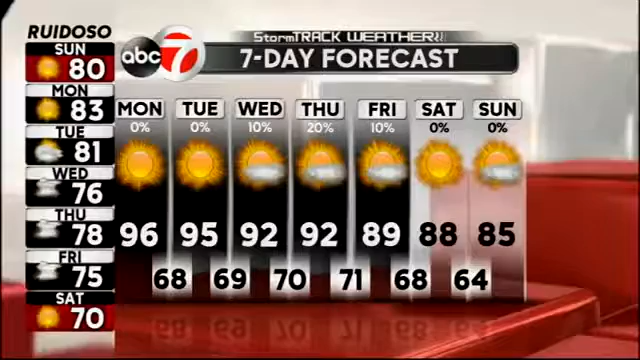 RUIDOSO
SUN
80
MON
83
TUE
81
WED
76
THU
78
FRI
75
SAT
70
abc 7
StormTRACK WEATHER
7-DAY FORECAST
MON TUE WED THU FRI SAT SUN
0% 0% 10% 20% 10% 0% 0%
96 95 92 92 89 88 85
68 69 70 71 68 64